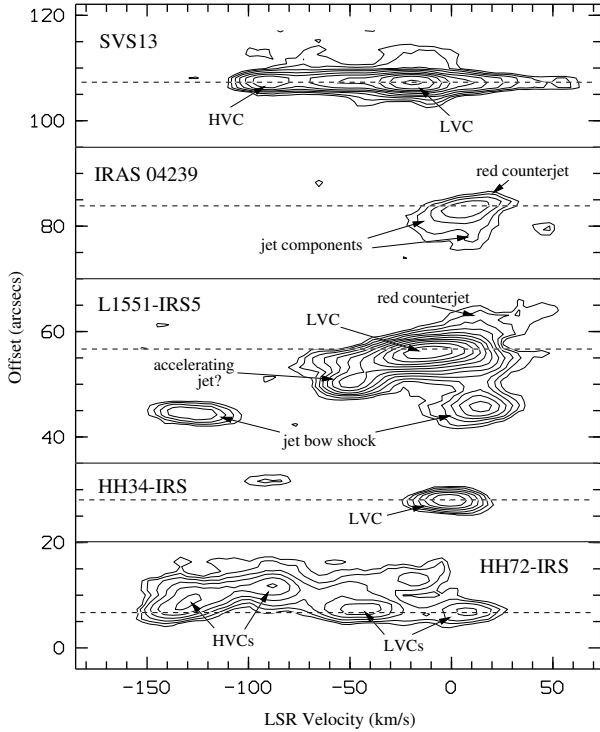 SVS13
HVC
LVC
IRAS 04239
red counterjet
jet components
L1551-IRS5
red counterjet
LVC
accelerating
jet?
jet bow shock
HH34-IRS
LVC
HH72-IRS
HVCs
LVCs
120
100
80
60
40
20
0
Offset (arcsecs)
−150
−100
−50
0
50
LSR Velocity (km/s)